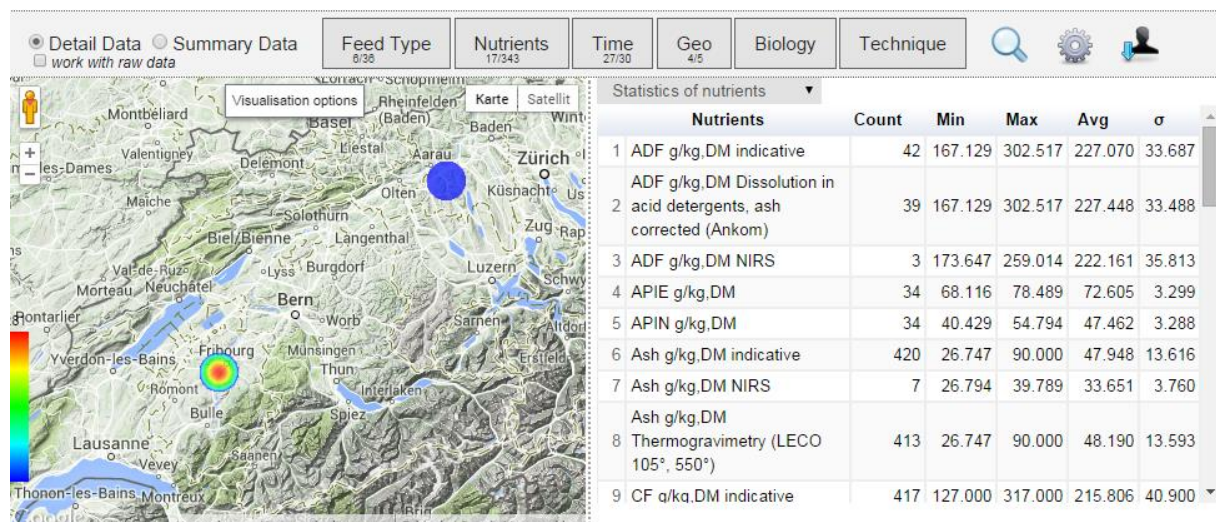 Detail Data Summary Data
work with raw data
Feed Type
6/36
Nutrients
17/343
Time
27/30
Geo
4/5
Biology
Technique
Visualisation options
Karte Satellit
Montbéliard
Rheinfelden
(Baden)
Basel
Baden
Wint
Valentigney
Delémont
Liestal
Aarau
Zürich
es-Dames
Maîche
Olten
Küsnacht
Solothurn
Zug
Rap
Biel/Bienne
Langenthal
Val-de-Ruz
Lyss
Burgdorf
Luzern
Schwy
Morteau
Neuchâtel
Bern
Pontarlier
Worb
Sarnen
Altdor
Yverdon-les-Bains
Fribourg
Münsingen
Erstfeld
Thun
Romont
Interlaken
Bulle
Spiez
Lausanne
Saanen
Vevey
Thonon-les-Bains
Montreux
Brig
Google
Statistics of nutrients
Nutrients Count Min Max Avg σ
1 ADF g/kg,DM indicative 42 167.129 302.517 227.070 33.687
ADF g/kg,DM Dissolution in
2 acid detergents, ash 39 167.129 302.517 227.448 33.488
corrected (Ankom)
3 ADF g/kg,DM NIRS 3 173.647 259.014 222.161 35.813
4 APIE g/kg,DM 34 68.116 78.489 72.605 3.299
5 APIN g/kg,DM 34 40.429 54.794 47.462 3.288
6 Ash g/kg,DM indicative 420 26.747 90.000 47.948 13.616
7 Ash g/kg,DM NIRS 7 26.794 39.789 33.651 3.760
Ash g/kg,DM
8 Thermogravimetry (LECO 413 26.747 90.000 48.190 13.593
105°, 550°)
9 CF g/kg,DM indicative 417 127.000 317.000 215.806 40.900